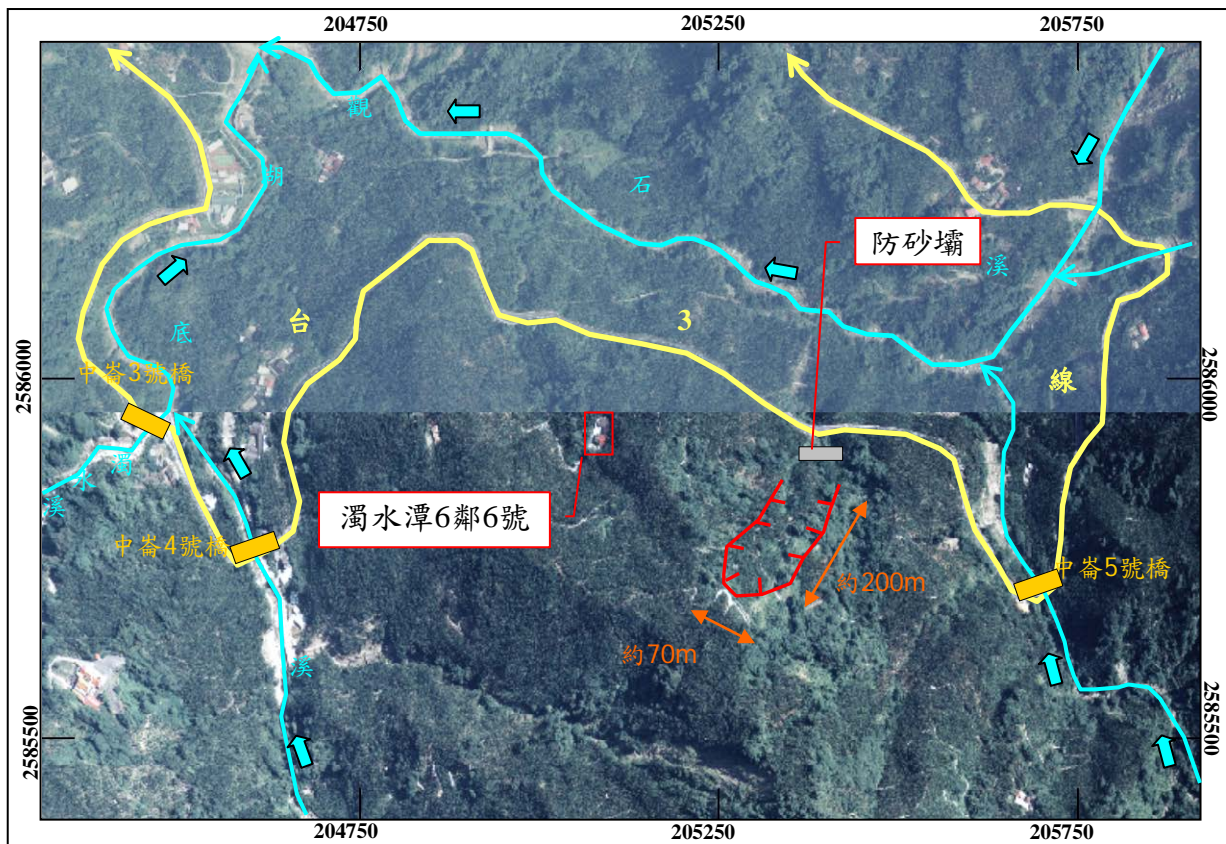 204750
205250
205750
觀
湖
石
防砂壩
溪
底
台
3
線
2586000
2586000
中崙3號橋
濁
水
溪
濁水潭6鄰6號
中崙4號橋
中崙5號橋
約200m
約70m
溪
2585500
2585500
204750
205250
205750